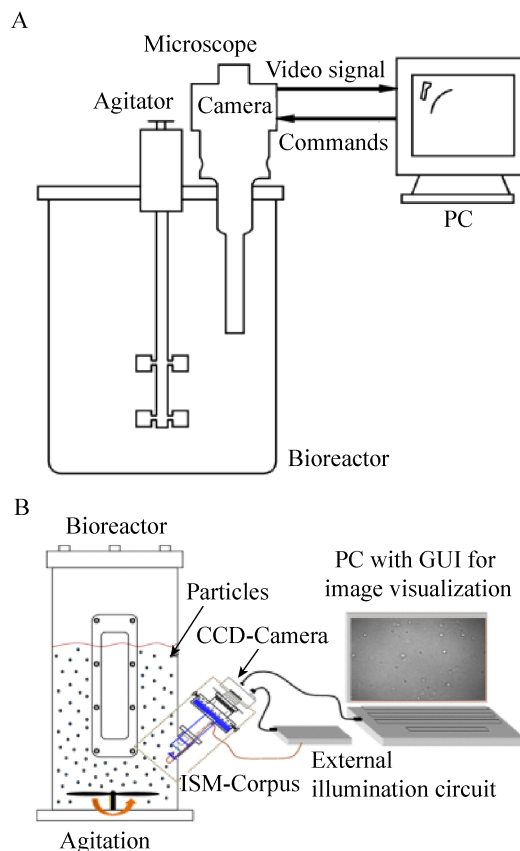 A
Microscope
Video signal
Agitator
Camera
Commands
PC
Bioreactor
B
Bioreactor
PC with GUI for
image visualization
Particles
CCD-Camera
ISM-Corpus
External
illumination circuit
Agitation